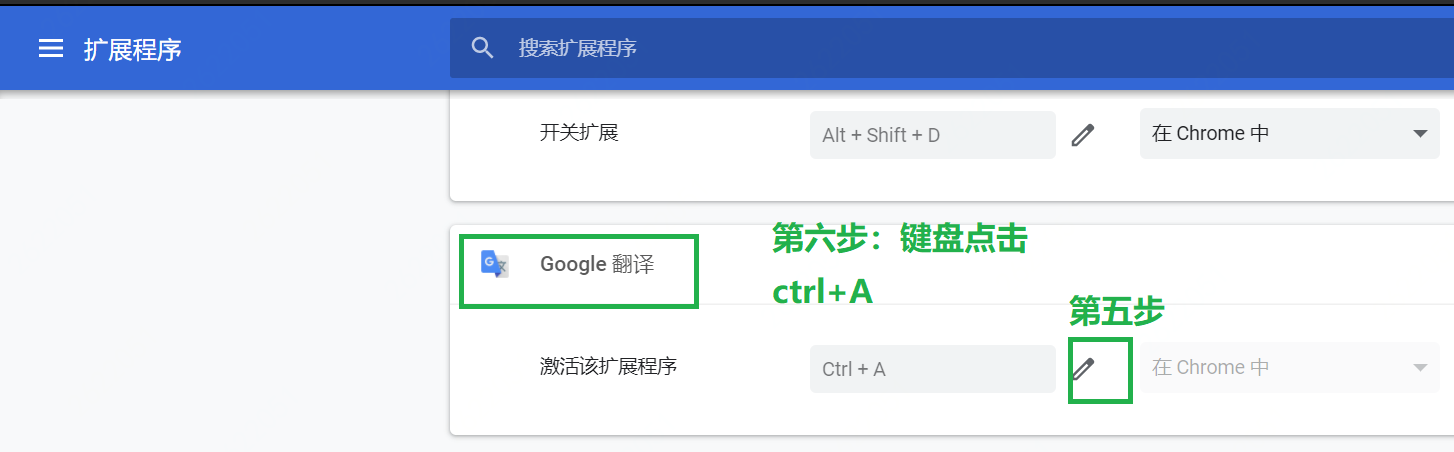 扩展程序
搜索扩展程序
开关扩展
Alt + Shift + D
在 Chrome 中
Google 翻译
第六步：键盘点击
ctrl+A
第五步
激活该扩展程序
Ctrl + A
在 Chrome 中